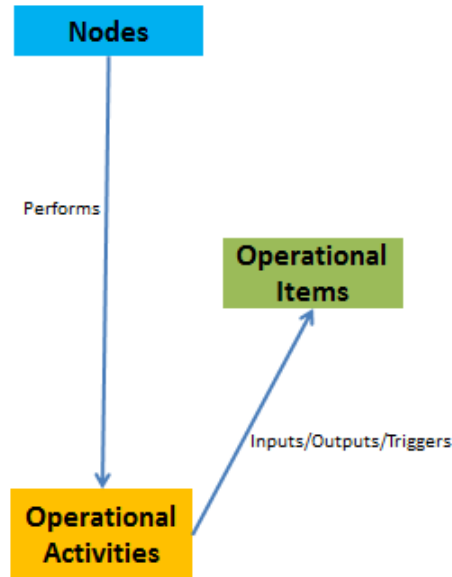 Nodes
Performs
Operational
Items
Inputs/Outputs/Triggers
Operational
Activities